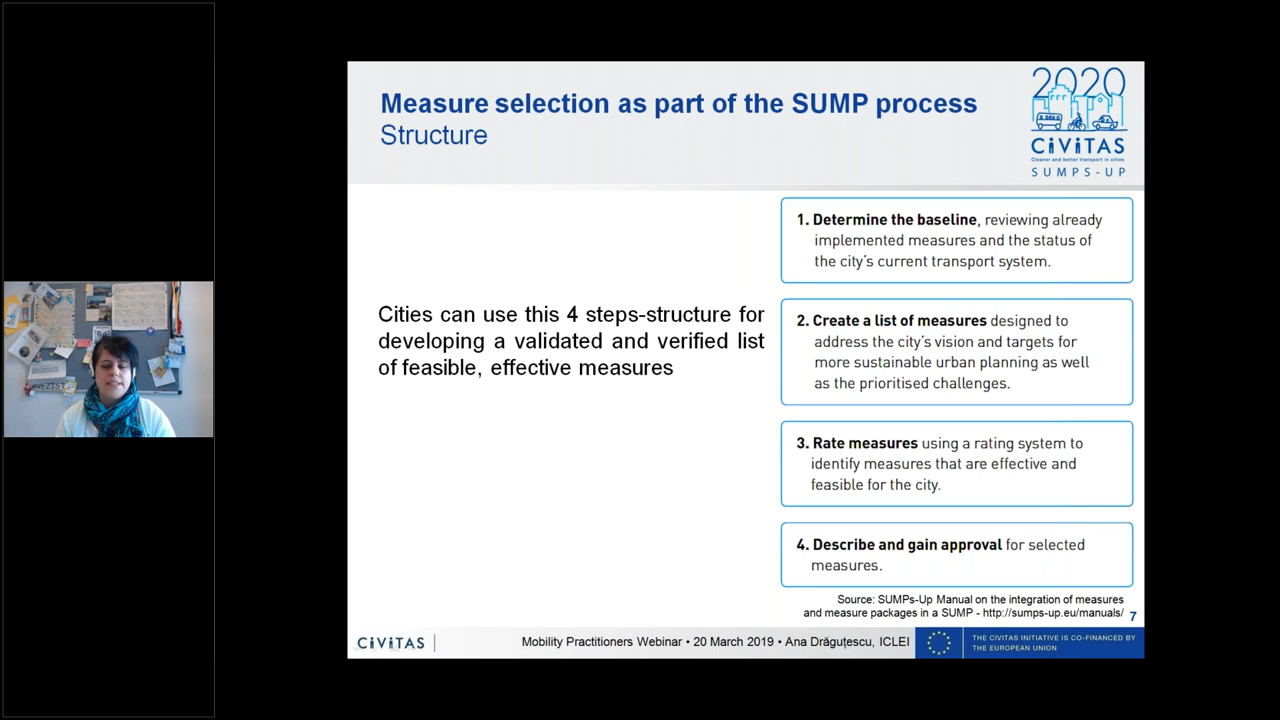 Measure selection as part of the SUMP process
Structure
2020
CiViTAS
Cleaner and better transport in cities
SUMPS-UP
Cities can use this 4 steps-structure for
developing a validated and verified list
of feasible, effective measures
1. Determine the baseline, reviewing already
implemented measures and the status of
the city's current transport system.
2. Create a list of measures designed to
address the city's vision and targets for
more sustainable urban planning as well
as the prioritised challenges.
3. Rate measures using a rating system to
identify measures that are effective and
feasible for the city.
4. Describe and gain approval for selected
measures.
Source: SUMPs-Up Manual on the integration of measures
and measure packages in a SUMP - http://sumps-up.eu/manuals/
7
CiViTAS
Mobility Practitioners Webinar • 20 March 2019 • Ana Drăguțescu, ICLEI
THE CIVITAS INITIATIVE IS CO-FINANCED BY
THE EUROPEAN UNION